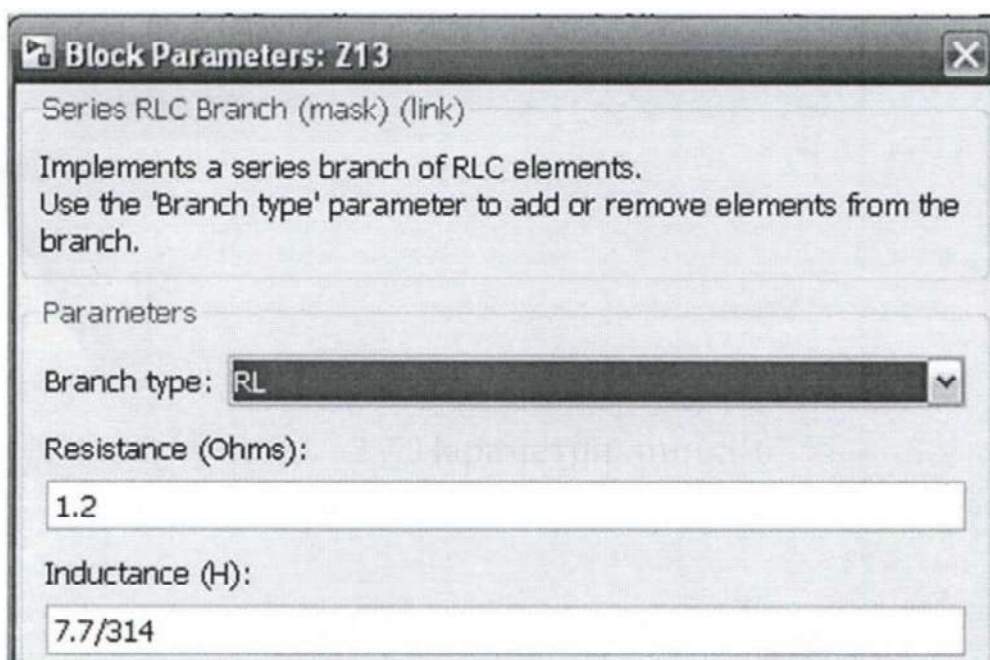 Block Parameters: Z13
Series RLC Branch (mask) (link)
Implements a series branch of RLC elements.
Use the 'Branch type' parameter to add or remove elements from the
branch.
Parameters
Branch type: RL
Resistance (Ohms):
1.2
Inductance (H):
7.7/314